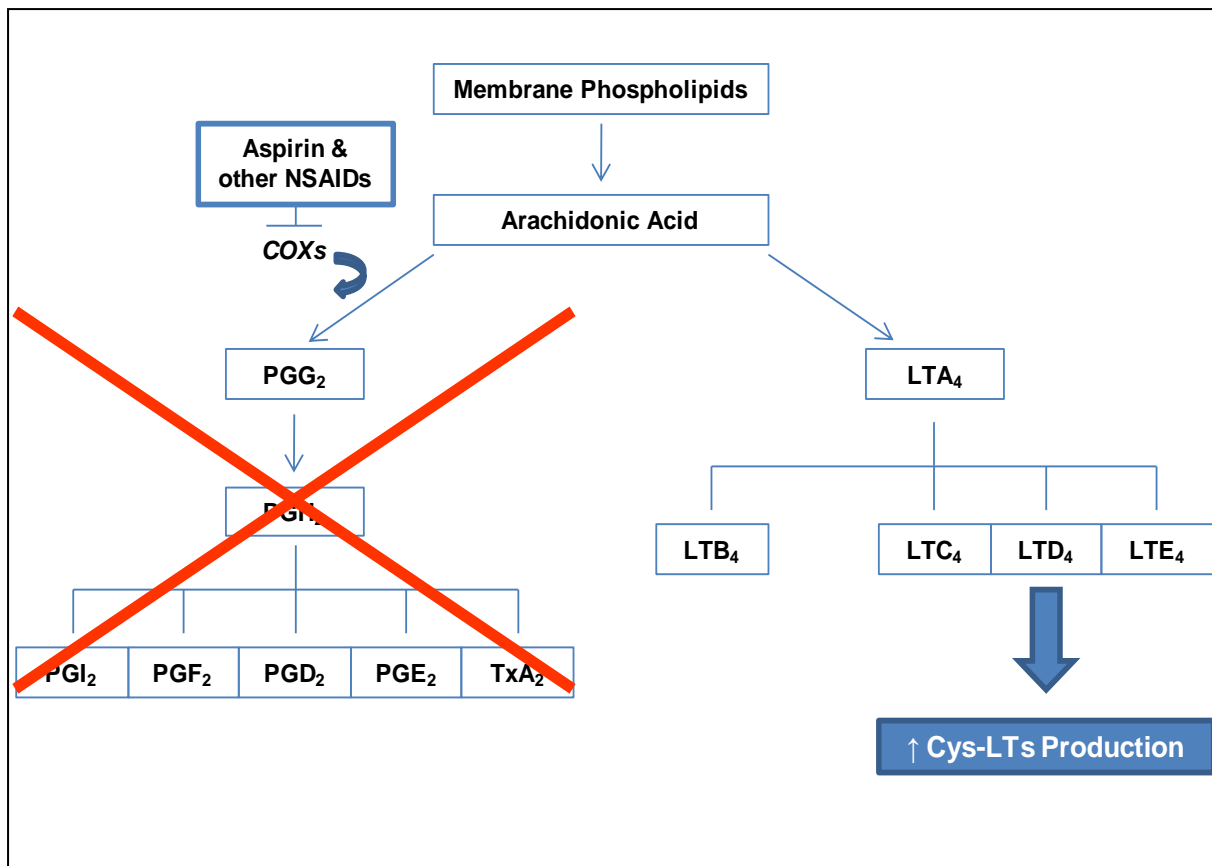 Membrane Phospholipids
Aspirin &
other NSAIDs
Arachidonic Acid
COXs
PGG₂
LTA₄
PGH₂
LTB₄
LTC₄
LTD₄
LTE₄
PGI₂
PGF₂
PGD₂
PGE₂
TxA₂
↑ Cys-LTs Production